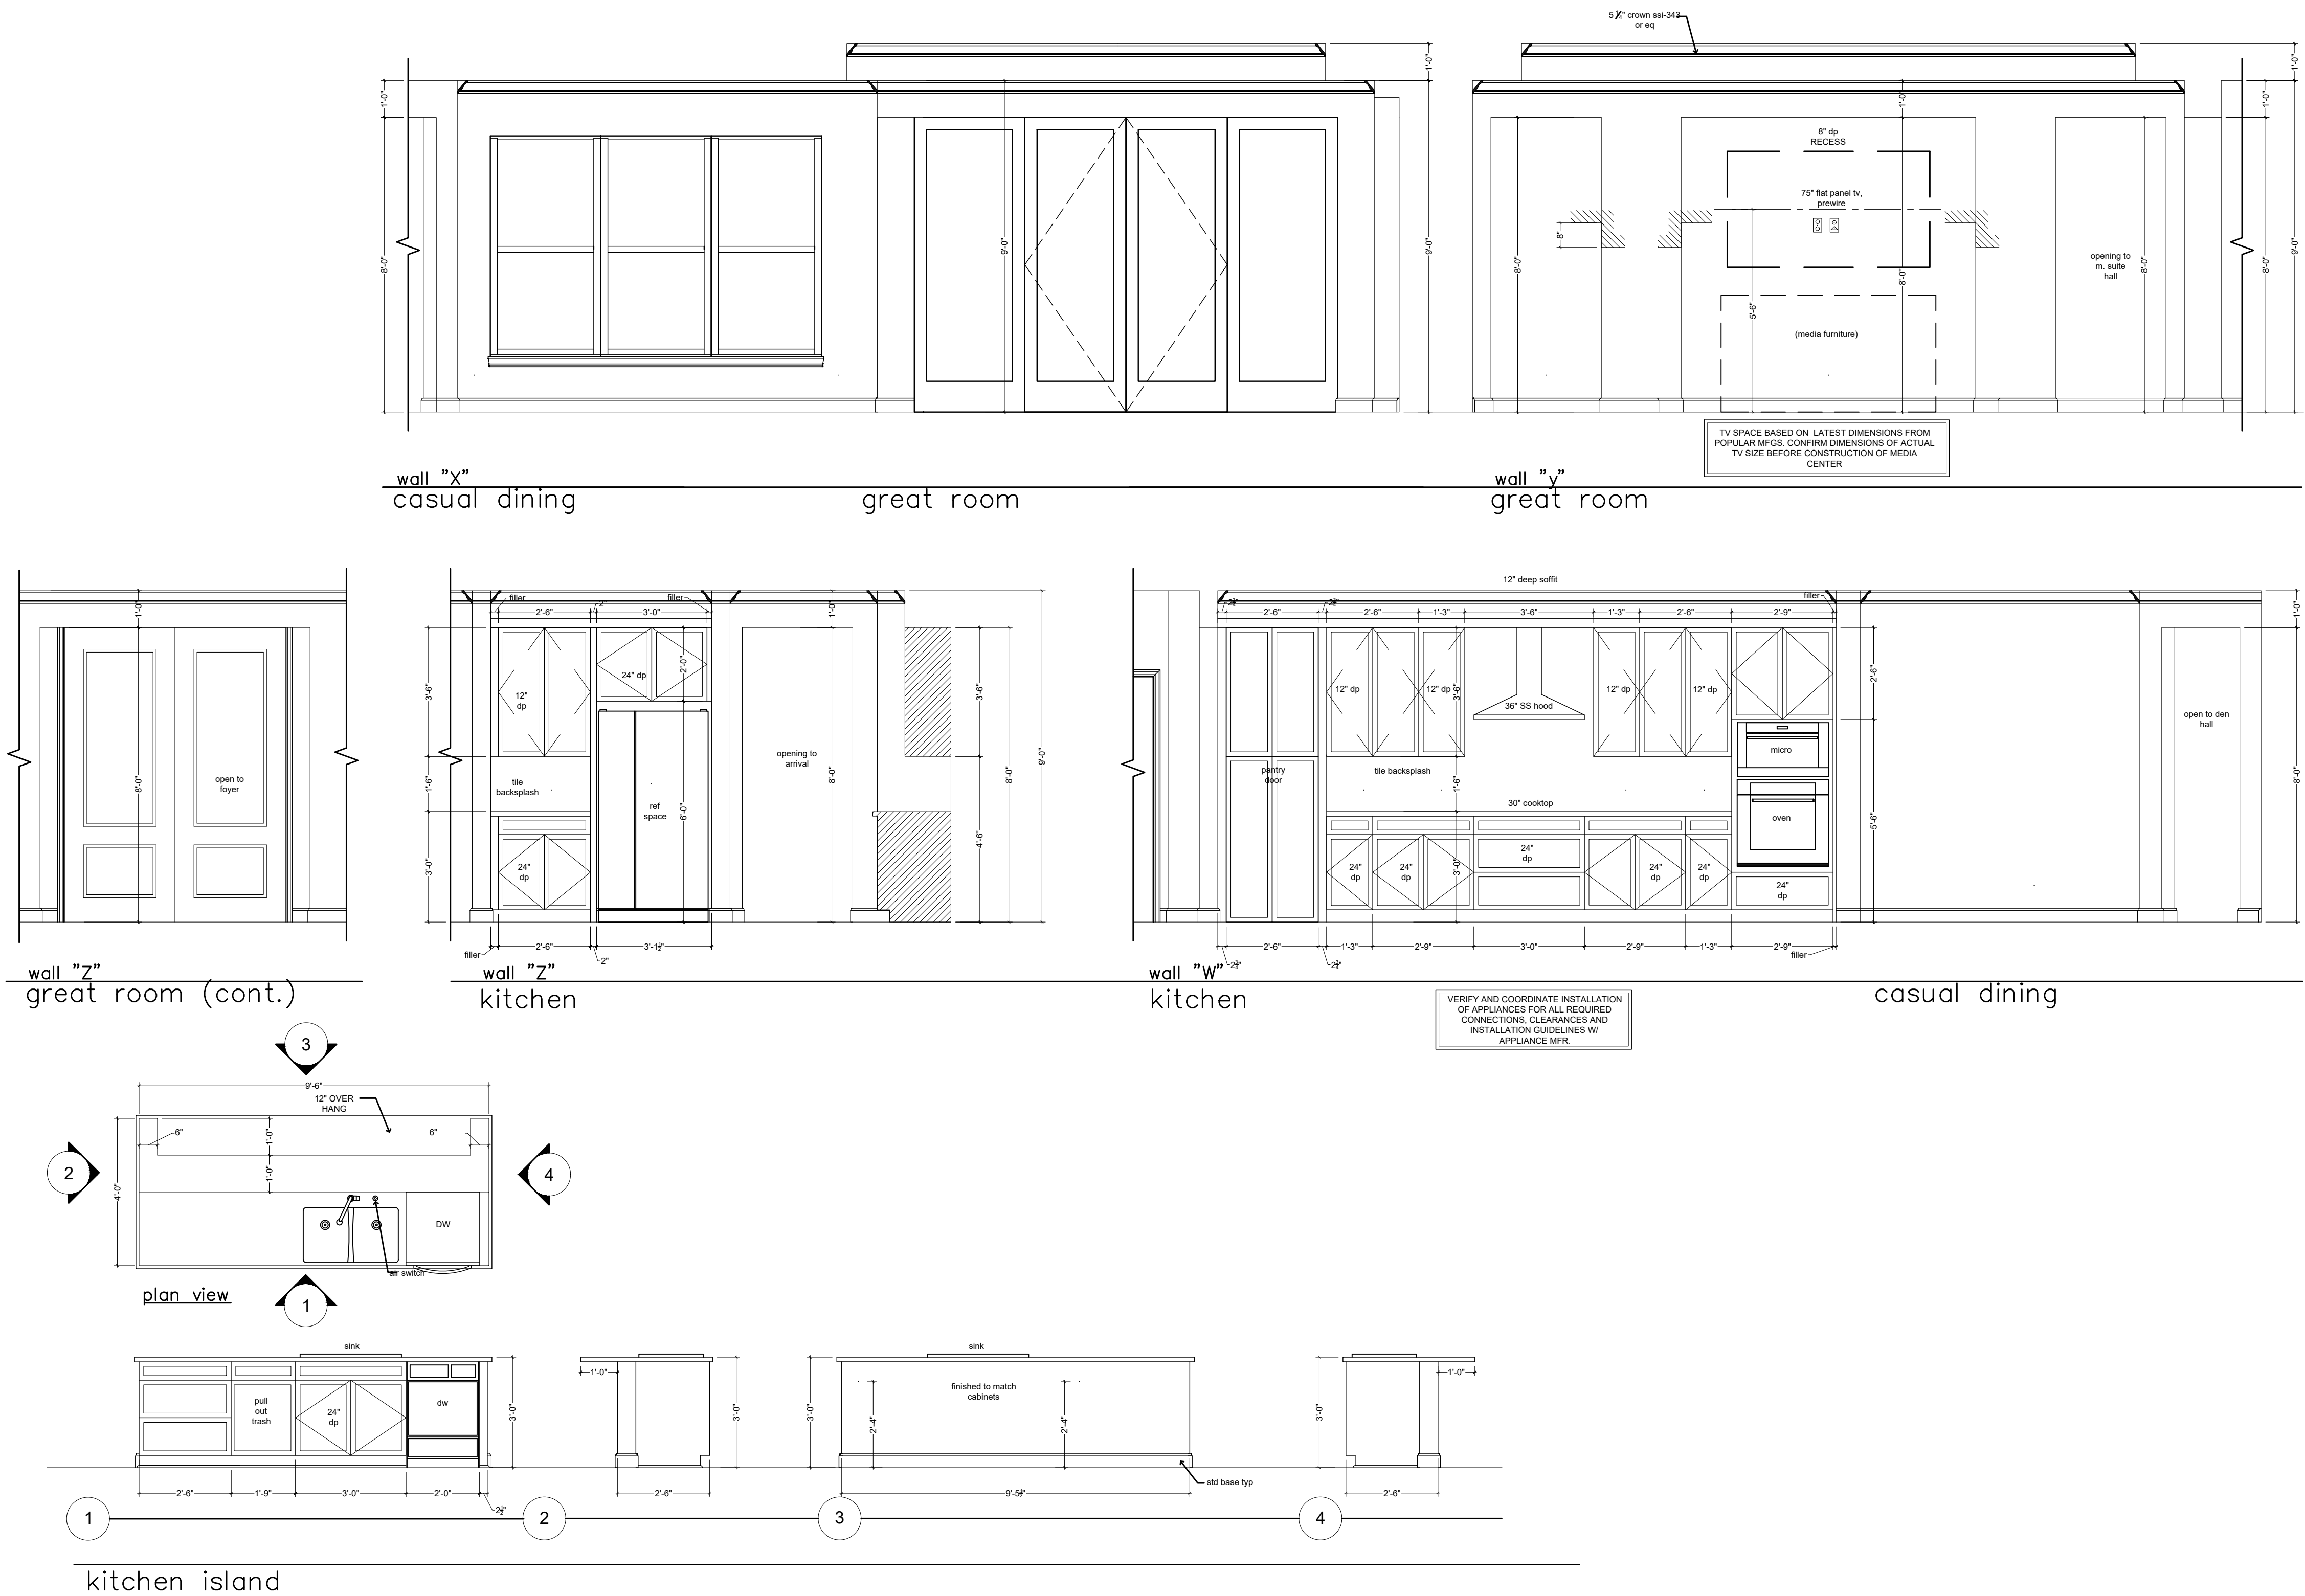 5 ¼" crown ssi-343
or eq
1'-0"
1'-0"
1'-0"
1'-0"
1'-0"
1'-0"
8" dp
RECESS
75" flat panel tv,
prewire
8"
8'-0"
9'-0"
9'-0"
8'-0"
5'-6"
8'-0"
opening to
m. suite
hall
8'-0"
8'-0"
9'-0"
(media furniture)
TV SPACE BASED ON LATEST DIMENSIONS FROM
POPULAR MFGS. CONFIRM DIMENSIONS OF ACTUAL
TV SIZE BEFORE CONSTRUCTION OF MEDIA
CENTER
wall "X"
casual dining
great room
wall "y"
great room
1'-0"
8'-0"
open to
foyer
wall "Z"
great room (cont.)
filler
filler
2'-6"
2"
3'-0"
1'-0"
3'-6"
12"
dp
24" dp
2'-0"
3'-6"
1'-6"
tile
backsplash
ref
space
6'-0"
opening to
arrival
8'-0"
8'-0"
9'-0"
3'-0"
24"
dp
4'-6"
filler
2'-6"
2"
3'-1½"
wall "Z"
kitchen
12" deep soffit
filler
2'-6"
2'-6"
1'-3"
3'-6"
1'-3"
2'-6"
2'-9"
1'-0"
12" dp
12" dp
3'-6"
36" SS hood
12" dp
12" dp
2'-6"
open to den
hall
micro
pantry
door
tile backsplash
1'-6"
30" cooktop
oven
5'-6"
8'-0"
24"
dp
24"
dp
3'-0"
24"
dp
24"
dp
24"
dp
24"
dp
2'-6"
1'-3"
2'-9"
3'-0"
2'-9"
1'-3"
2'-9"
filler
wall "W"
kitchen
casual dining
VERIFY AND COORDINATE INSTALLATION
OF APPLIANCES FOR ALL REQUIRED
CONNECTIONS, CLEARANCES AND
INSTALLATION GUIDELINES W/
APPLIANCE MFR.
3
9'-6"
12" OVER
HANG
6"
1'-0"
6"
2
4'-0"
1'-0"
4
DW
air switch
plan view
1
sink
pull
out
trash
24"
dp
dw
3'-0"
2'-6"
1'-9"
3'-0"
2'-0"
1'-0"
3'-0"
2'-6"
sink
finished to match
cabinets
3'-0"
2'-4"
2'-4"
std base typ
9'-5½"
3'-0"
1'-0"
2'-6"
1
2
3
4
kitchen island